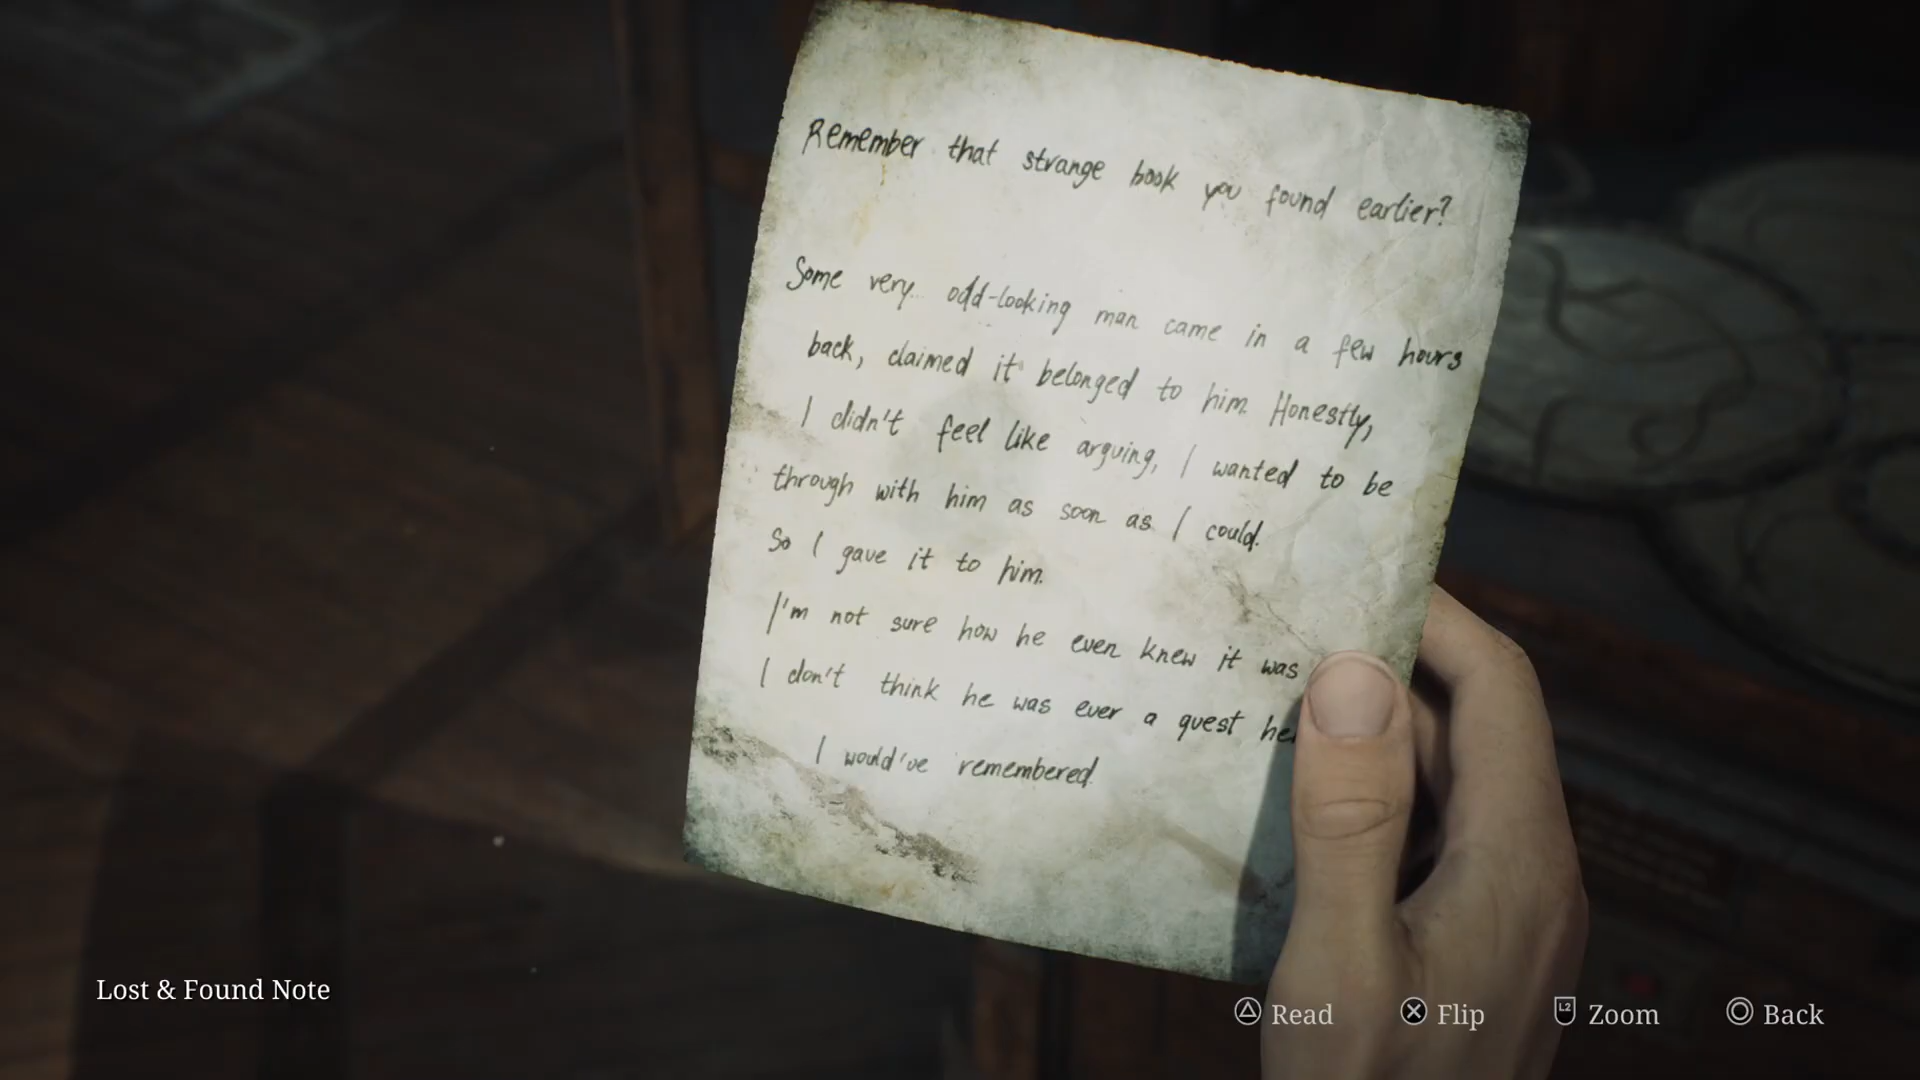 Remember that strange book you found earlier?
Some very odd-looking man came in a few hours
back, claimed it belonged to him. Honestly,
I didn't feel like arguing, I wanted to be
through with him as soon as I could.
So I gave it to him.
I'm not sure how he even knew it was
I don't think he was ever a guest
I would've remembered.
Lost & Found Note
Read Flip L2 Zoom Back